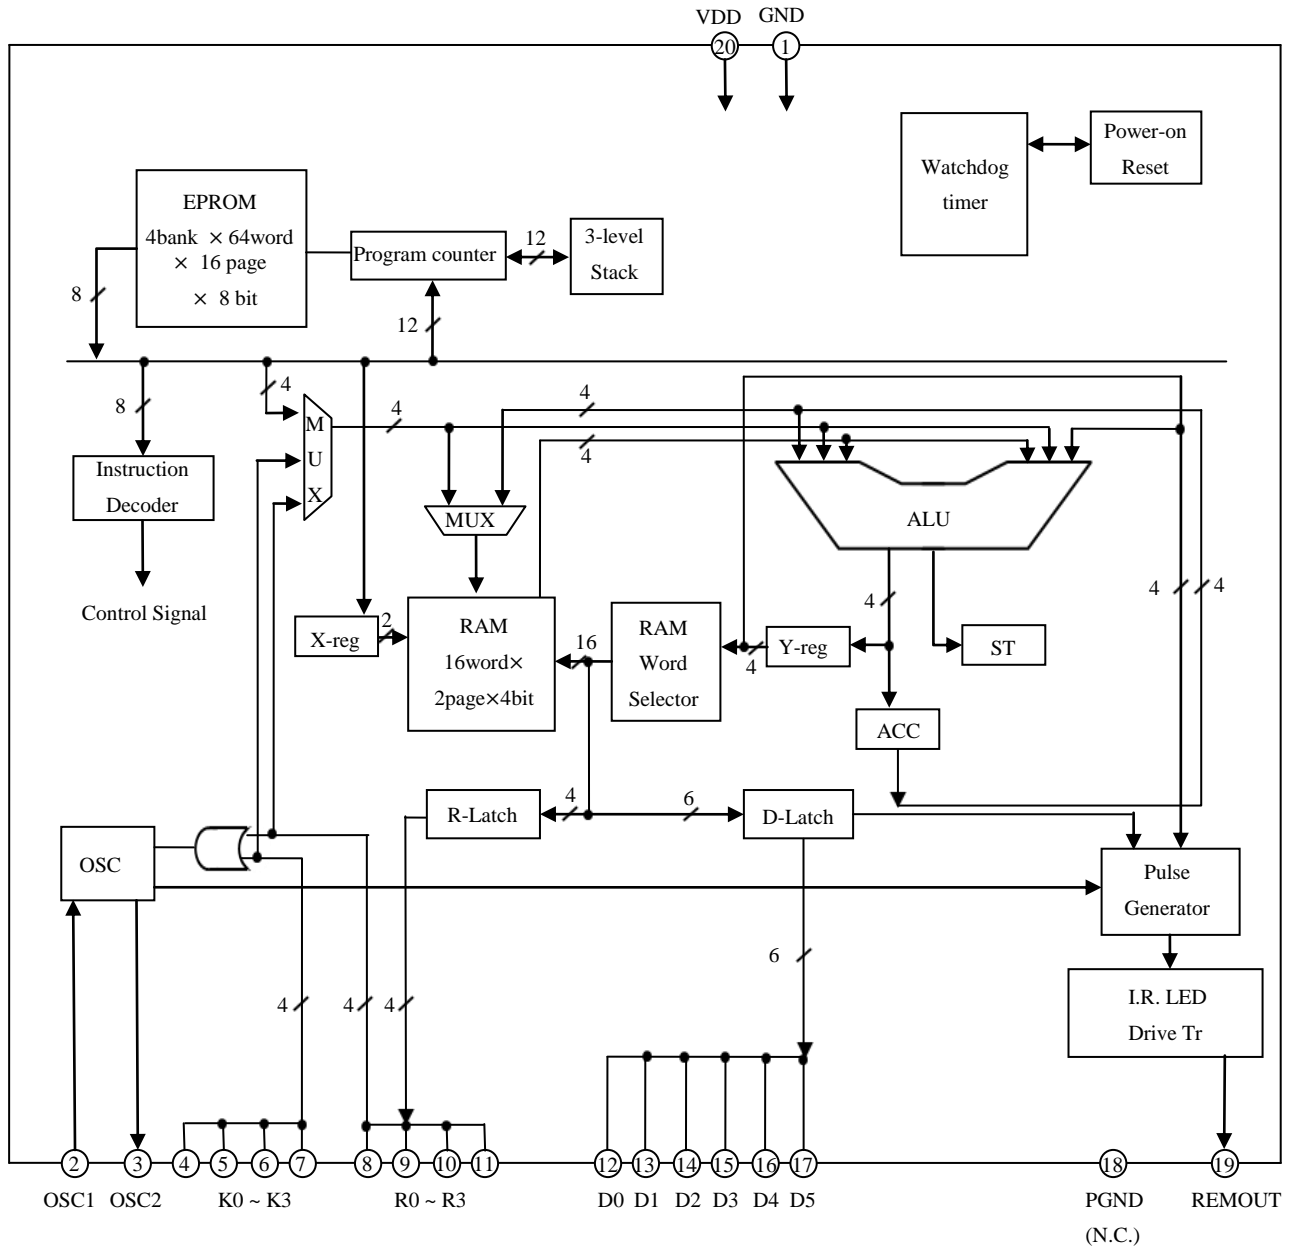 VDD GND
20 1
Watchdog
timer
Power-on
Reset
EPROM
4bank × 64word
× 16 page
× 8 bit
Program counter
12
3-level
Stack
8
12
8
4
M
U
X
4
4
4
Instruction
Decoder
Control Signal
MUX
ALU
4
4
4
X-reg
2
RAM
16word×
2page×4bit
16
RAM
Word
Selector
4
Y-reg
ST
ACC
R-Latch
4
6
D-Latch
OSC
Pulse
Generator
6
4
4
4
I.R. LED
Drive Tr
2 3 4 5 6 7 8 9 10 11 12 13 14 15 16 17 18 19
OSC1 OSC2 K0 ~ K3 R0 ~ R3 D0 D1 D2 D3 D4 D5 PGND REMOUT
(N.C.)